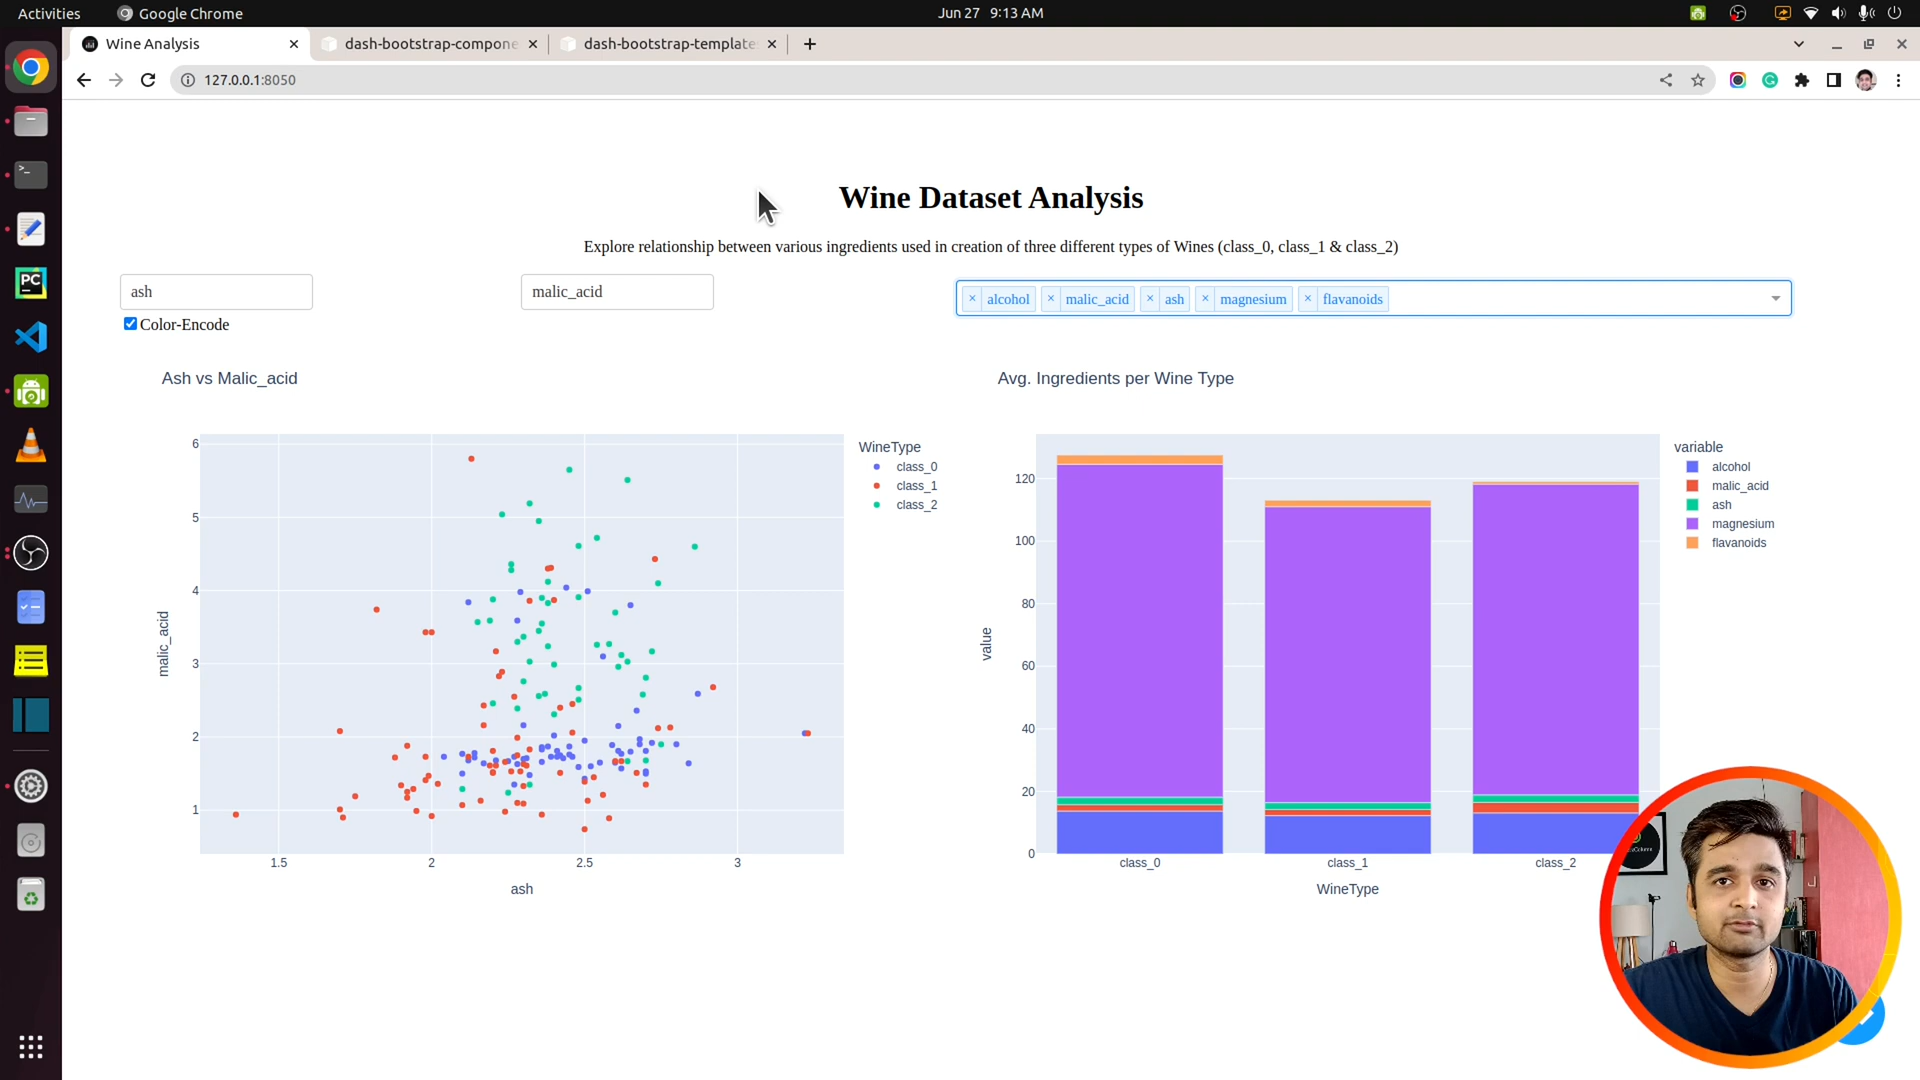 Activities
Google Chrome
Jun 27 9:13 AM
Wine Analysis
dash-bootstrap-compone
dash-bootstrap-template
127.0.0.1:8050
PC
Wine Dataset Analysis
Explore relationship between various ingredients used in creation of three different types of Wines (class_0, class_1 & class_2)
ash
malic_acid
× alcohol × malic_acid × ash × magnesium × flavanoids
Color-Encode
Ash vs Malic_acid
6
5
4
3
2
1
1.5 2 2.5 3
malic_acid
ash
WineType
class_0
class_1
class_2
Avg. Ingredients per Wine Type
120
100
80
60
40
20
0
class_0 class_1 class_2
value
WineType
variable
alcohol
malic_acid
ash
magnesium
flavanoids